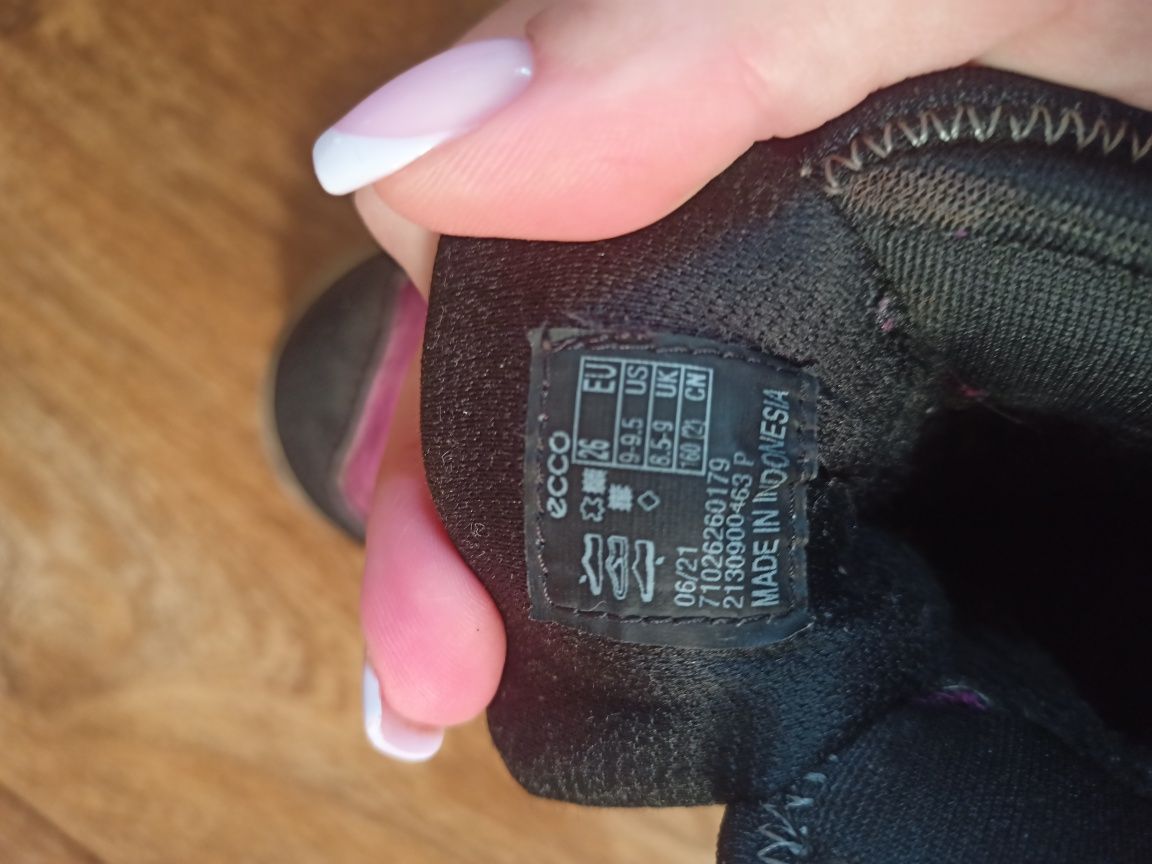 ecco
26 EU
9-9.5 US
8.5-9 UK
160 (2) CN
06/21
71026260179
2130900463 P
MADE IN INDONESIA